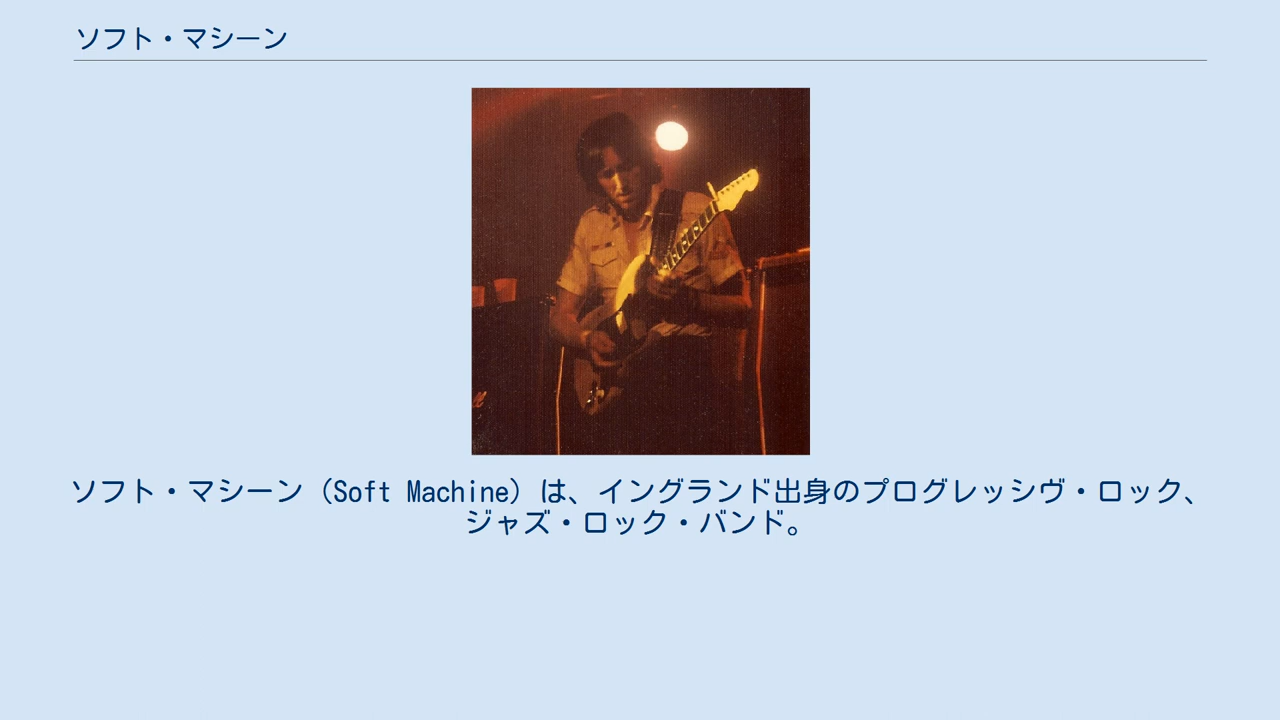 ソフト・マシーン
ソフト・マシーン（Soft Machine）は、イングランド出身のプログレッシヴ・ロック、
ジャズ・ロック・バンド。